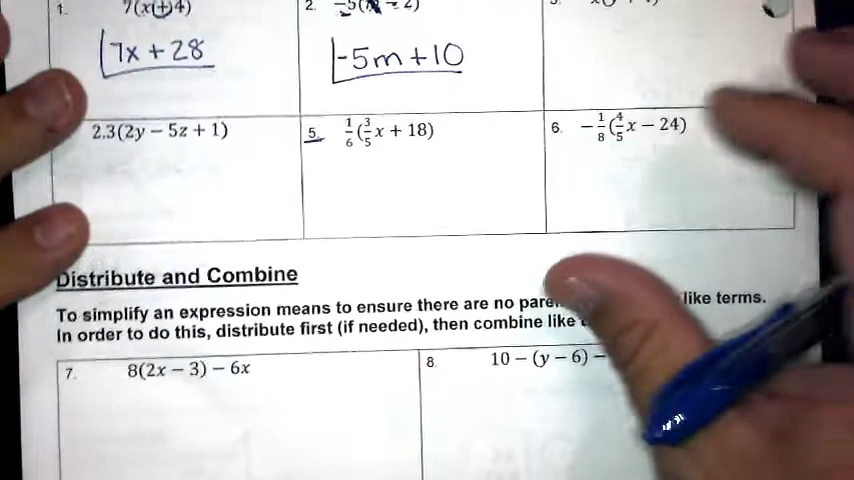 1. 7(x + 4) 2. −5(m − 2)
7x + 28 -5m + 10
2.3(2y − 5z + 1) 5. 1/6(3/5x + 18) 6. −1/8(4/5x − 24)
Distribute and Combine
To simplify an expression means to ensure there are no like terms.
In order to do this, distribute first (if needed), then combine like
7. 8(2x − 3) − 6x 8. 10 − (y − 6) −